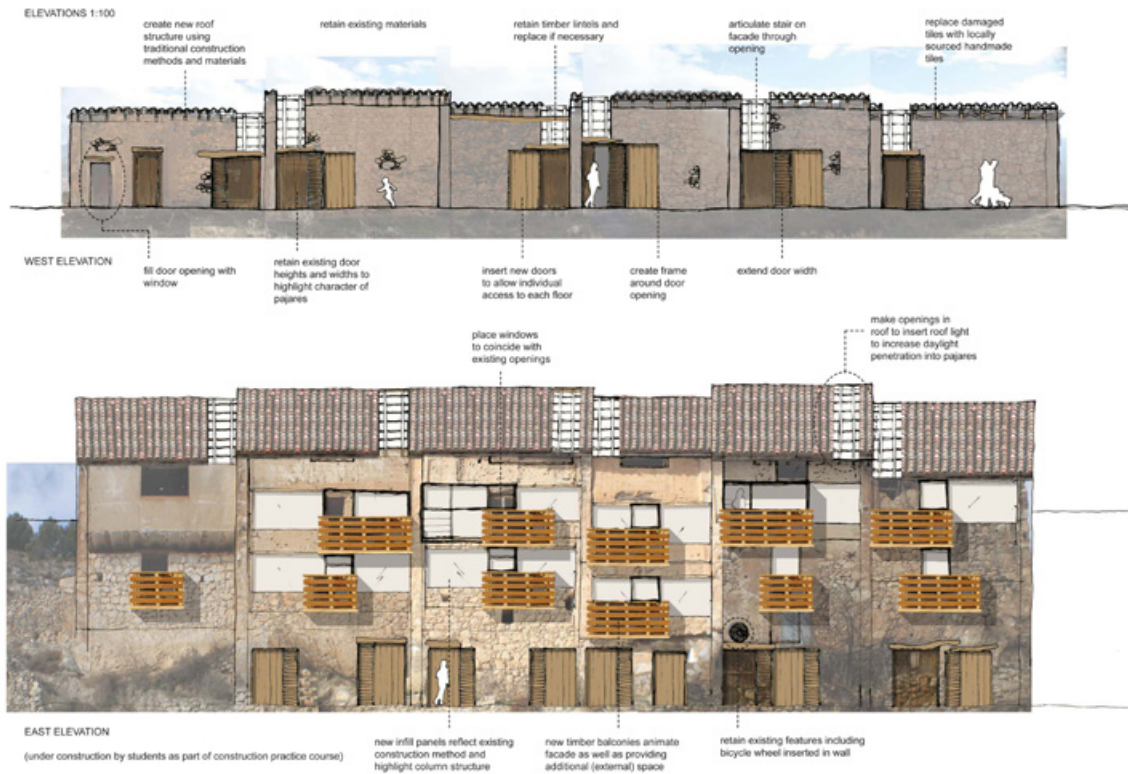 ELEVATIONS 1:100
create new roof
structure using
traditional construction
methods and materials
retain existing materials
retain timber lintels and
replace if necessary
articulate stair on
facade through
opening
replace damaged
tiles with locally
sourced handmade
tiles
WEST ELEVATION
fill door opening with
window
retain existing door
heights and widths to
highlight character of
pajares
insert new doors
to allow individual
access to each floor
create frame
around door
opening
extend door width
place windows
to coincide with
existing openings
make openings in
roof to insert roof light
to increase daylight
penetration into pajares
EAST ELEVATION
(under construction by students as part of construction practice course)
new infill panels reflect existing
construction method and
highlight column structure
new timber balconies animate
facade as well as providing
additional (external) space
retain existing features including
bicycle wheel inserted in wall